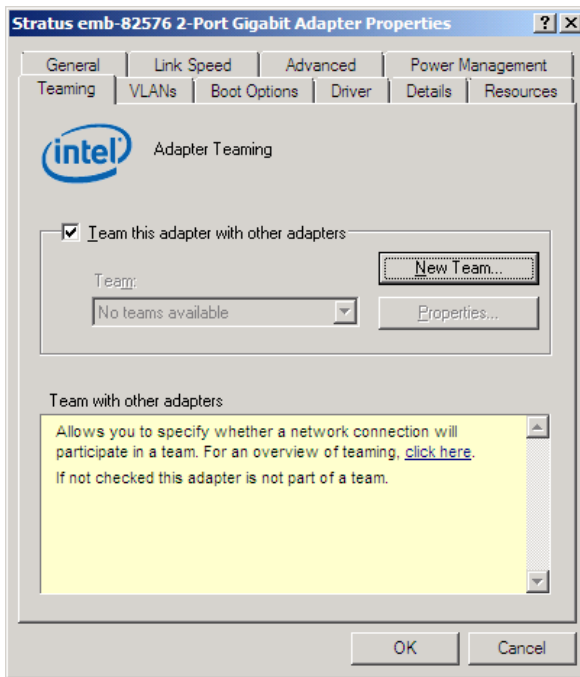 Stratus emb-82576 2-Port Gigabit Adapter Properties
General Link Speed Advanced Power Management
Teaming VLANs Boot Options Driver Details Resources
intel
Adapter Teaming
Team this adapter with other adapters
New Team...
Team:
No teams available
Properties...
Team with other adapters
Allows you to specify whether a network connection will
participate in a team. For an overview of teaming, click here.
If not checked this adapter is not part of a team.
OK Cancel